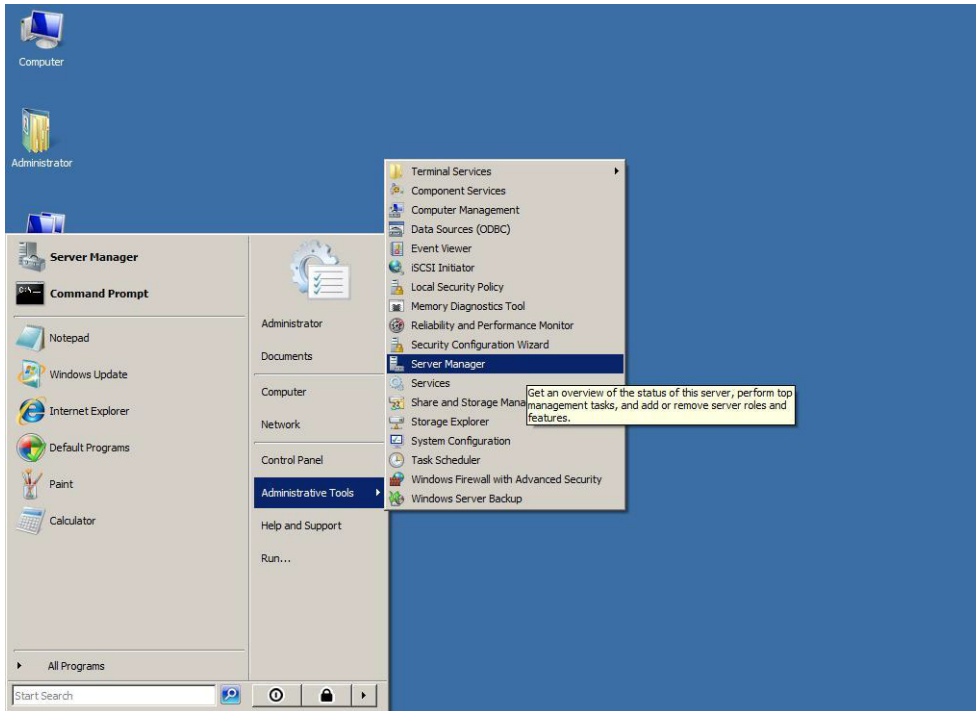 Computer
Administrator
Server Manager
Command Prompt
Notepad
Windows Update
Internet Explorer
Default Programs
Paint
Calculator
All Programs
Start Search
Administrator
Documents
Computer
Network
Control Panel
Administrative Tools
Help and Support
Run...
Terminal Services
Component Services
Computer Management
Data Sources (ODBC)
Event Viewer
iSCSI Initiator
Local Security Policy
Memory Diagnostics Tool
Reliability and Performance Monitor
Security Configuration Wizard
Server Manager
Services
Share and Storage Mana
Storage Explorer
System Configuration
Task Scheduler
Windows Firewall with Advanced Security
Windows Server Backup
Get an overview of the status of this server, perform top
management tasks, and add or remove server roles and
features.